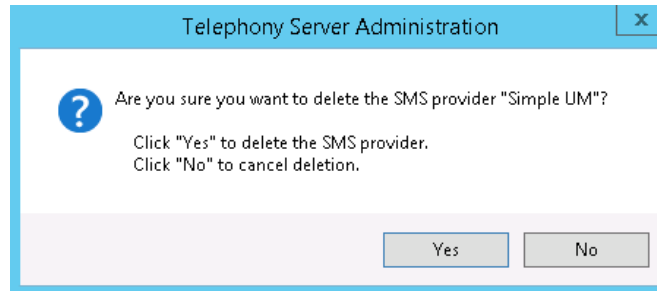 Telephony Server Administration
x
Are you sure you want to delete the SMS provider "Simple UM"?
Click "Yes" to delete the SMS provider.
Click "No" to cancel deletion.
Yes
No